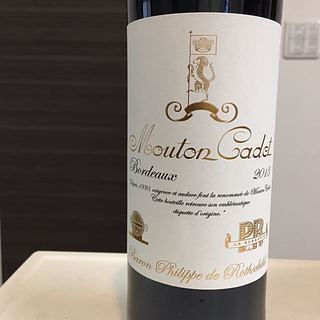 Mouton Cadet
Bordeaux 2013
Depuis 1930, exigence et audace font la renommée de Mouton Cadet.
Cette bouteille retrouve son emblématique
étiquette d'origine."
Baron Philippe de Rothschild